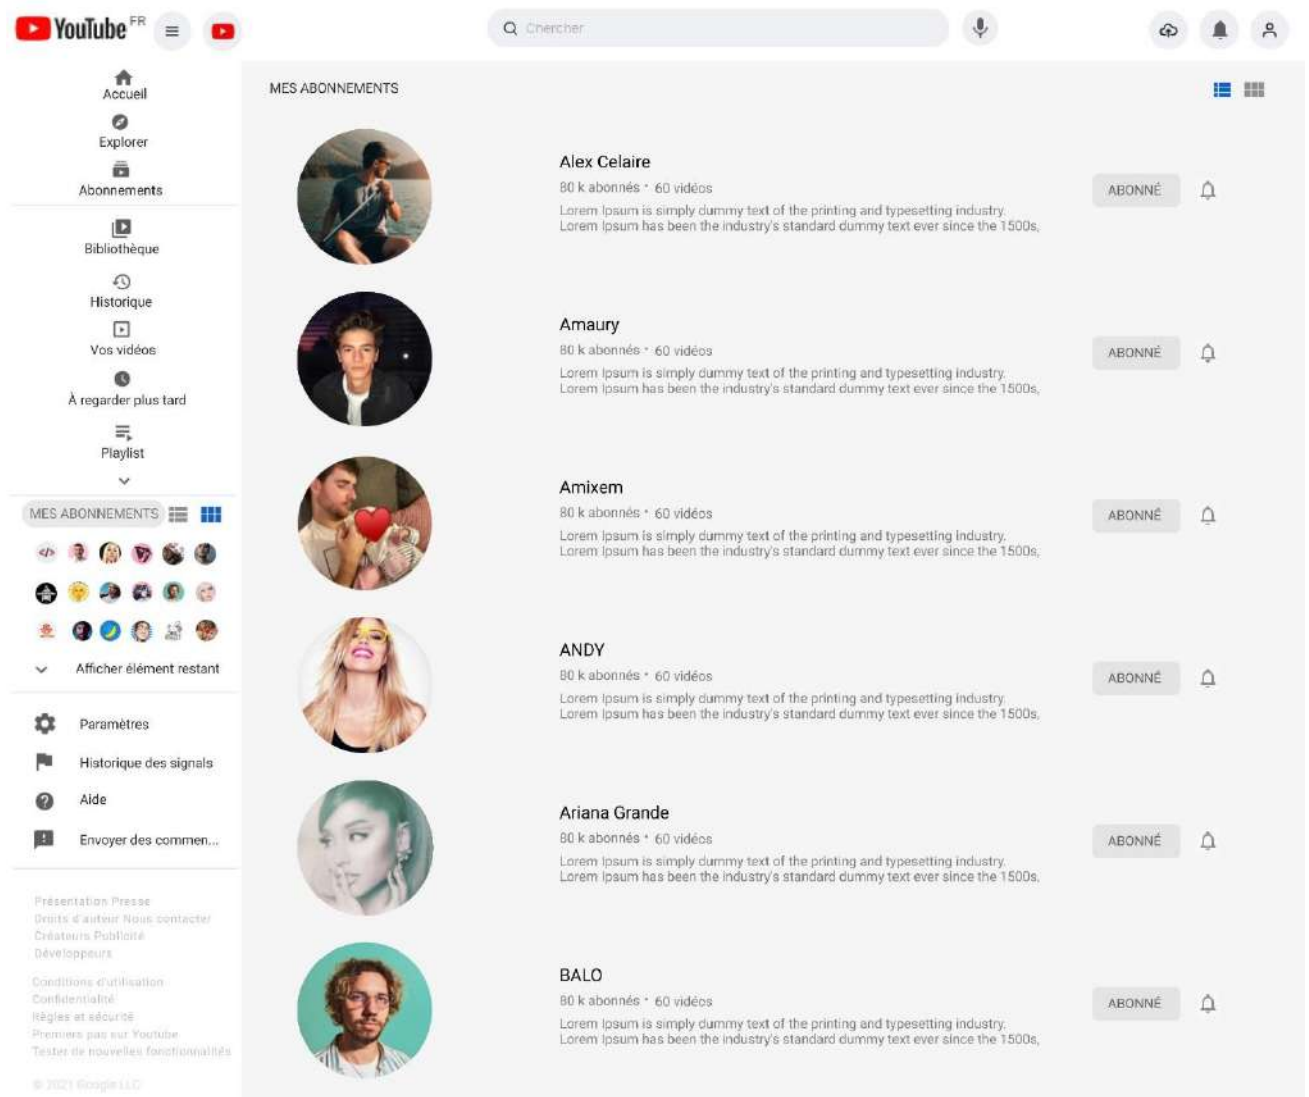 YouTube FR
Chercher
Accueil
Explorer
Abonnements
Bibliothèque
Historique
Vos vidéos
À regarder plus tard
Playlist
MES ABONNEMENTS
</>
Afficher élément restant
Paramètres
Historique des signals
Aide
Envoyer des commen...
Présentation Presse
Droits d'auteur Nous contacter
Créateurs Publicité
Développeurs
Conditions d'utilisation
Confidentialité
Règles et sécurité
Premiers pas sur Youtube
Tester de nouvelles fonctionnalités
© 2021 Google LLC
MES ABONNEMENTS
Alex Celaire
80 k abonnés • 60 vidéos
Lorem Ipsum is simply dummy text of the printing and typesetting industry.
Lorem Ipsum has been the industry's standard dummy text ever since the 1500s,
ABONNÉ
Amaury
80 k abonnés • 60 vidéos
Lorem Ipsum is simply dummy text of the printing and typesetting industry.
Lorem Ipsum has been the industry's standard dummy text ever since the 1500s,
ABONNÉ
Amixem
80 k abonnés • 60 vidéos
Lorem Ipsum is simply dummy text of the printing and typesetting industry.
Lorem Ipsum has been the industry's standard dummy text ever since the 1500s,
ABONNÉ
ANDY
80 k abonnés • 60 vidéos
Lorem Ipsum is simply dummy text of the printing and typesetting industry.
Lorem Ipsum has been the industry's standard dummy text ever since the 1500s,
ABONNÉ
Ariana Grande
80 k abonnés • 60 vidéos
Lorem Ipsum is simply dummy text of the printing and typesetting industry.
Lorem Ipsum has been the industry's standard dummy text ever since the 1500s,
ABONNÉ
BALO
80 k abonnés • 60 vidéos
Lorem Ipsum is simply dummy text of the printing and typesetting industry.
Lorem Ipsum has been the industry's standard dummy text ever since the 1500s,
ABONNÉ